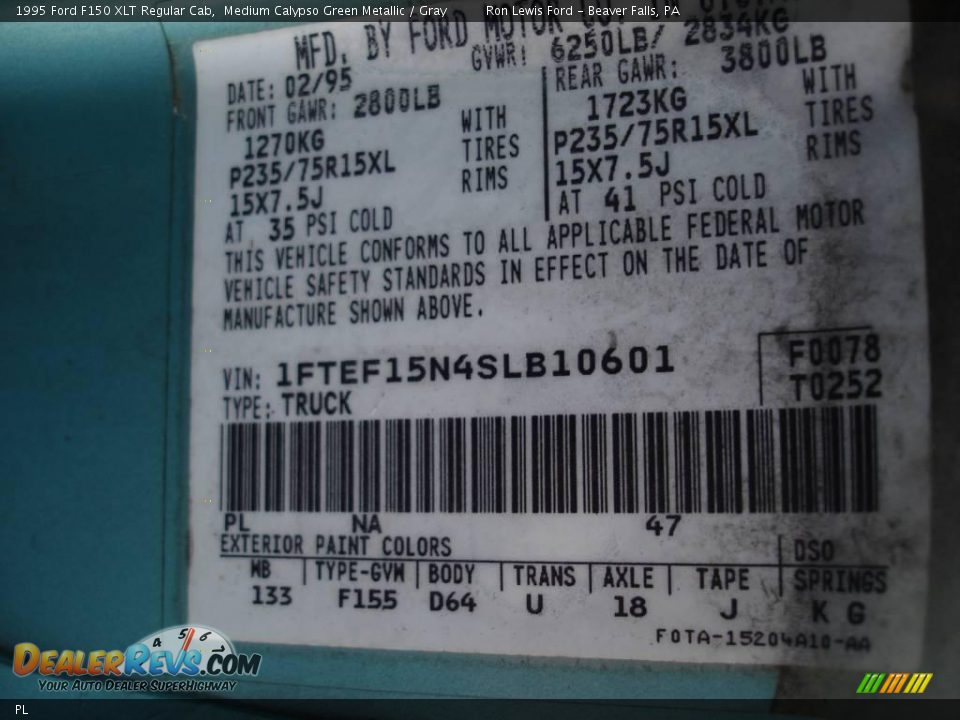 1995 Ford F150 XLT Regular Cab, Medium Calypso Green Metallic / Gray Ron Lewis Ford - Beaver Falls, PA
MFD. BY FORD MOTOR
GVWR: 6250LB/ 2834KG
DATE: 02/95
FRONT GAWR: 2800LB
1270KG WITH
P235/75R15XL TIRES
15X7.5J RIMS
AT 35 PSI COLD
REAR GAWR: 3800LB
1723KG WITH
P235/75R15XL TIRES
15X7.5J RIMS
AT 41 PSI COLD
THIS VEHICLE CONFORMS TO ALL APPLICABLE FEDERAL MOTOR
VEHICLE SAFETY STANDARDS IN EFFECT ON THE DATE OF
MANUFACTURE SHOWN ABOVE.
VIN: 1FTEF15N4SLB10601
TYPE: TRUCK
F0078
T0252
PL NA 47
EXTERIOR PAINT COLORS DSO
WB TYPE-GVW BODY TRANS AXLE TAPE SPRINGS
133 F155 D64 U 18 J K G
F0TA-15204A10-AA
4 5 6
DEALERREVS.COM
YOUR AUTO DEALER SUPERHIGHWAY
PL